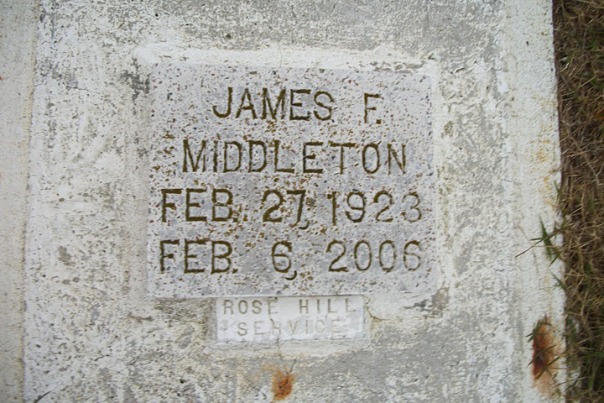 JAMES F.
MIDDLETON
FEB. 27, 1923
FEB. 6, 2006
ROSE HILL
SERVICE